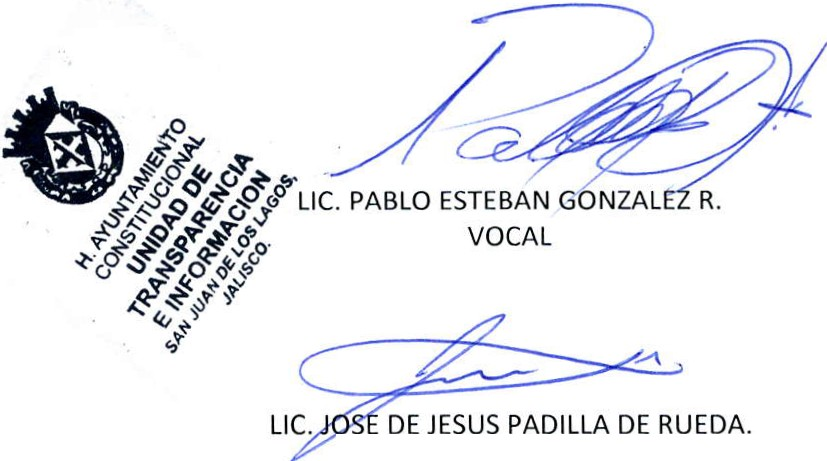 H. AYUNTAMIENTO
CONSTITUCIONAL
UNIDAD DE
TRANSPARENCIA
E INFORMACION
SAN JUAN DE LOS LAGOS,
JALISCO.
LIC. PABLO ESTEBAN GONZALEZ R.
VOCAL
LIC. JOSE DE JESUS PADILLA DE RUEDA.